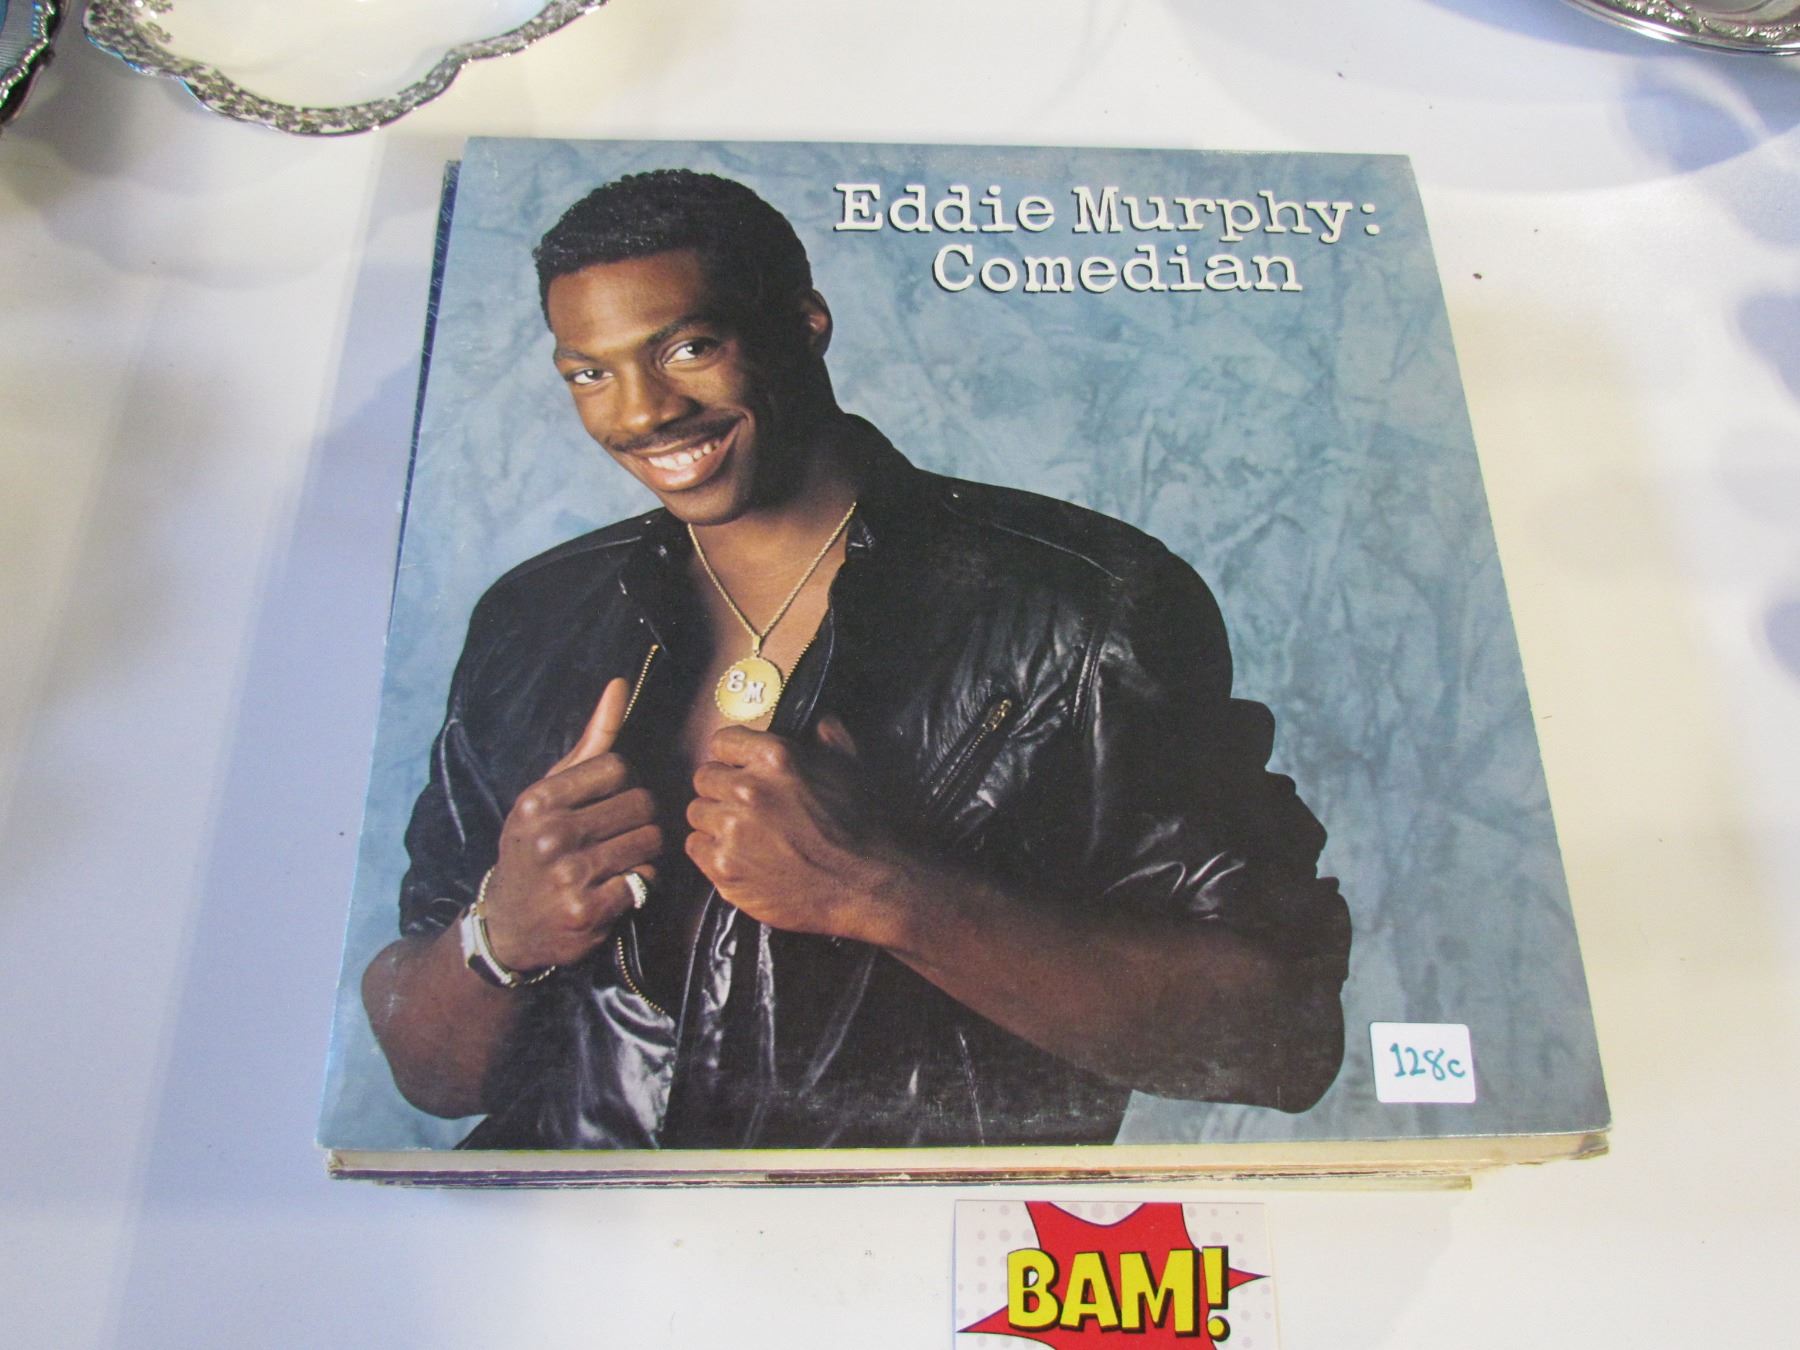 Eddie Murphy:
Comedian
EM
128c
BAM!